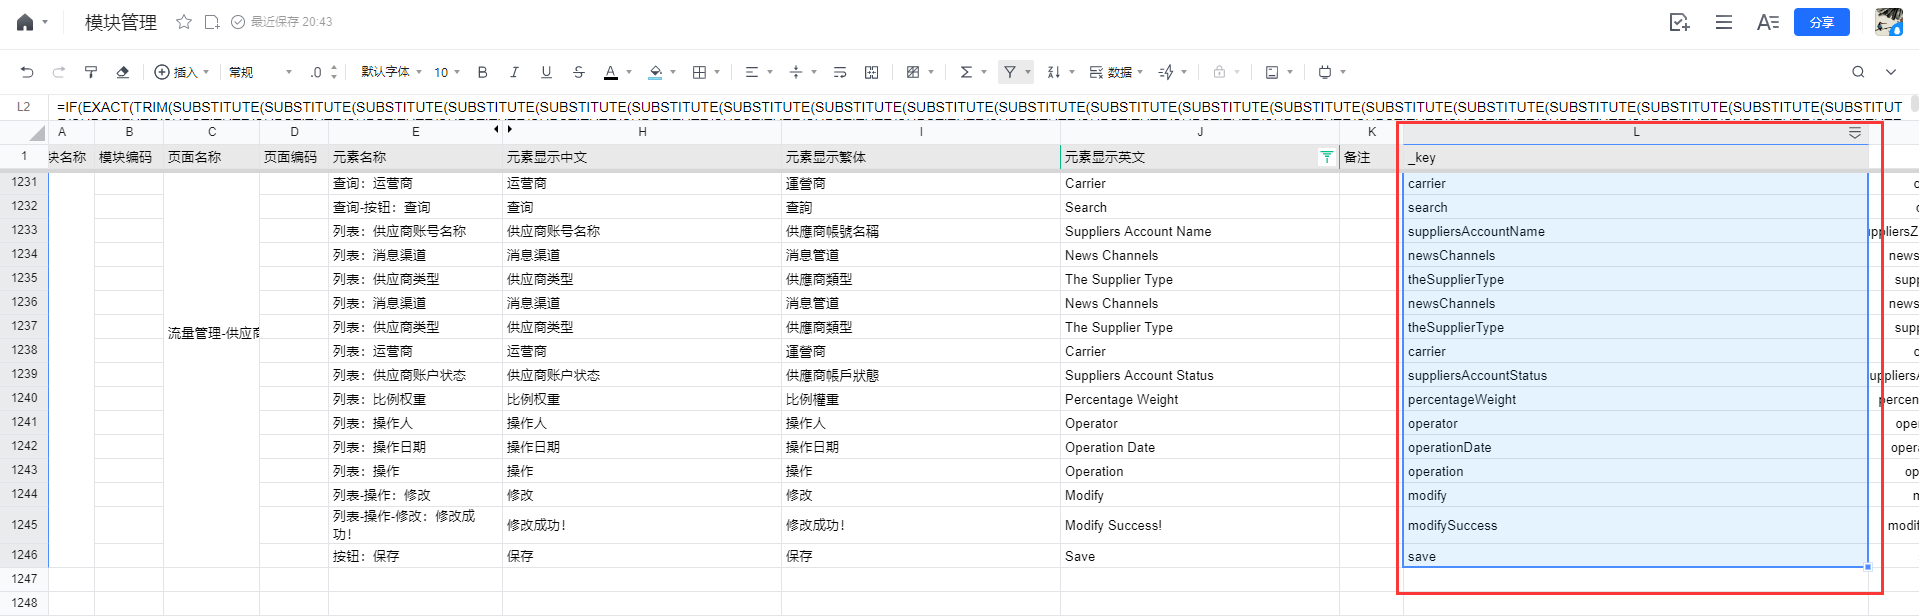 模块管理 最近保存 20:43 分享
插入 常规 .0 默认字体 10 B I U S A 数据
L2 =IF(EXACT(TRIM(SUBSTITUTE(SUBSTITUTE(SUBSTITUTE(SUBSTITUTE(SUBSTITUTE(SUBSTITUTE(SUBSTITUTE(SUBSTITUTE(SUBSTITUTE(SUBSTITUTE(SUBSTITUTE(SUBSTITUTE(SUBSTITUTE(SUBSTITUTE(SUBSTITUTE(SUBSTITUTE(SUBSTITUTE(SUBSTITUTE(SUBSTITUT
A B C D E H I J K L
1 块名称 模块编码 页面名称 页面编码 元素名称 元素显示中文 元素显示繁体 元素显示英文 备注 _key
1231 查询：运营商 运营商 運營商 Carrier carrier
1232 查询-按钮：查询 查询 查詢 Search search
1233 列表：供应商账号名称 供应商账号名称 供應商帳號名稱 Suppliers Account Name suppliersAccountName ppliersZ
1234 列表：消息渠道 消息渠道 消息管道 News Channels newsChannels news
1235 列表：供应商类型 供应商类型 供應商類型 The Supplier Type theSupplierType supp
1236 列表：消息渠道 消息渠道 消息管道 News Channels newsChannels news
1237 列表：供应商类型 供应商类型 供應商類型 The Supplier Type theSupplierType supp
流量管理-供应商
1238 列表：运营商 运营商 運營商 Carrier carrier
1239 列表：供应商账户状态 供应商账户状态 供應商帳戶狀態 Suppliers Account Status suppliersAccountStatus uppliersA
1240 列表：比例权重 比例权重 比例權重 Percentage Weight percentageWeight percen
1241 列表：操作人 操作人 操作人 Operator operator ope
1242 列表：操作日期 操作日期 操作日期 Operation Date operationDate opera
1243 列表：操作 操作 操作 Operation operation op
1244 列表-操作：修改 修改 修改 Modify modify
1245 列表-操作-修改：修改成功！ 修改成功！ 修改成功！ Modify Success! modifySuccess modif
1246 按钮：保存 保存 保存 Save save
1247
1248